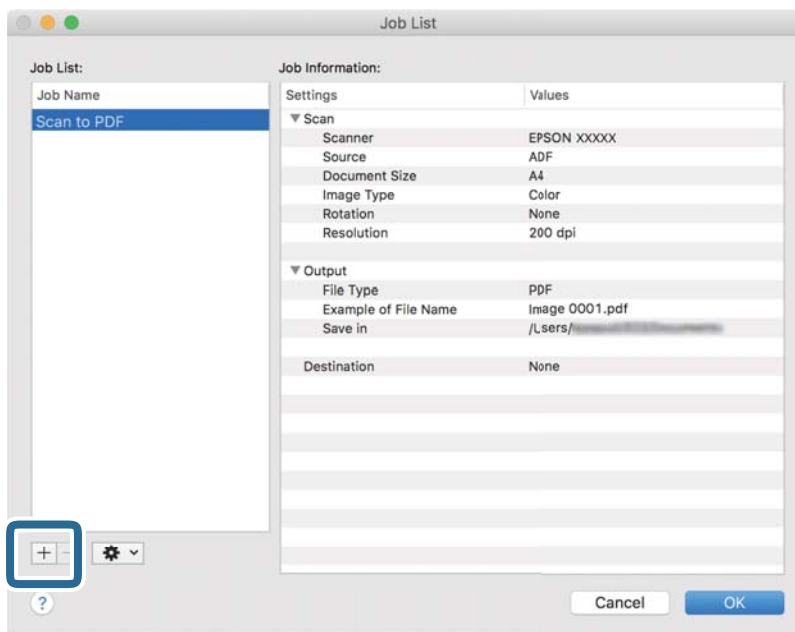 Job List
Job List:
Job Information:
Job Name
Scan to PDF
Settings Values
Scan
Scanner EPSON XXXXX
Source ADF
Document Size A4
Image Type Color
Rotation None
Resolution 200 dpi
Output
File Type PDF
Example of File Name Image 0001.pdf
Save in /Users/
Destination None
+ -
? Cancel OK